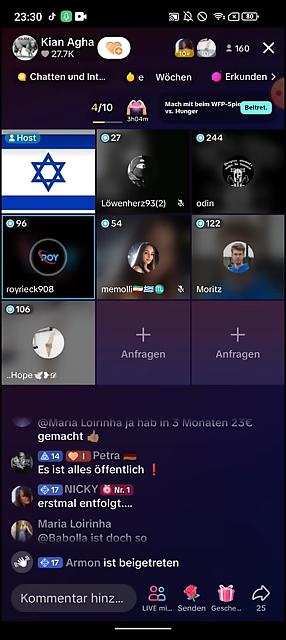 23:30
80
Kian Agha
27.7K
10+
160
Chatten und Int...
e
Wöchen
Erkunden
4/10
3h04m
Mach mit beim WFP-Spie
vs. Hunger
Beitret.
Host
27
Löwenherz93(2)
244
odin
96
ROY
royrieck908
54
memolli🇮🇷🇬🇷♏
122
Moritz
106
..Hope
Anfragen
Anfragen
@Maria Loirinha ja hab in 3 Monaten 23€
gemacht 👍🏽
14 I Petra 🇩🇪
Es ist alles öffentlich ❗
17 NICKY Nr. 1
erstmal entfolgt....
Maria Loirinha
@Babolla ist doch so
17 Armon ist beigetreten
Kommentar hinz...
LIVE mi...
Senden
Gesche...
25